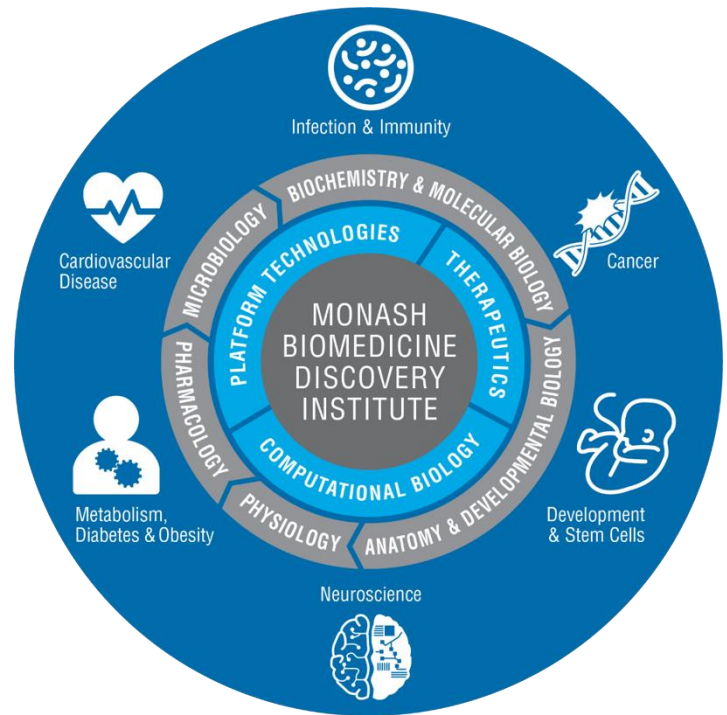 Infection & Immunity
Cardiovascular
Disease
Cancer
Metabolism,
Diabetes & Obesity
Development
& Stem Cells
Neuroscience
MICROBIOLOGY
BIOCHEMISTRY & MOLECULAR BIOLOGY
PHARMACOLOGY
PHYSIOLOGY
ANATOMY & DEVELOPMENTAL BIOLOGY
PLATFORM TECHNOLOGIES
THERAPEUTICS
COMPUTATIONAL BIOLOGY
MONASH
BIOMEDICINE
DISCOVERY
INSTITUTE